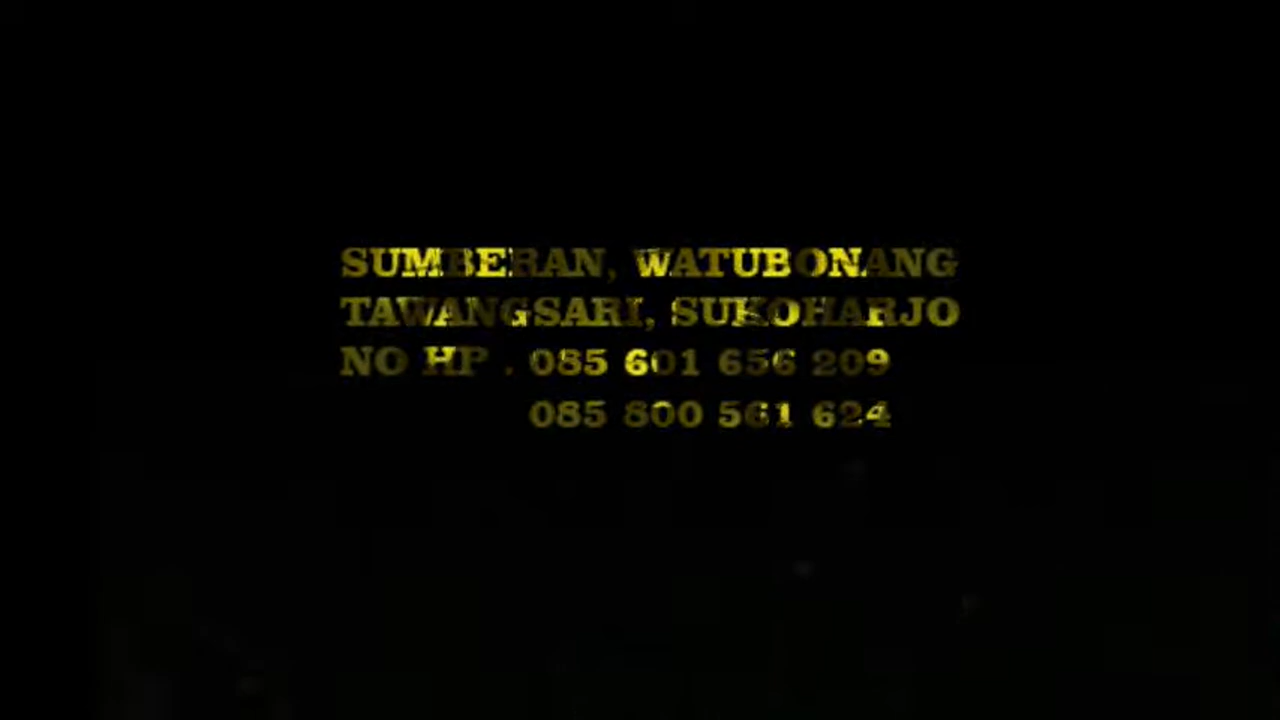 SUMBERAN, WATUBONANG
TAWANGSARI, SUKOHARJO
NO HP . 085 601 656 209
085 800 561 624